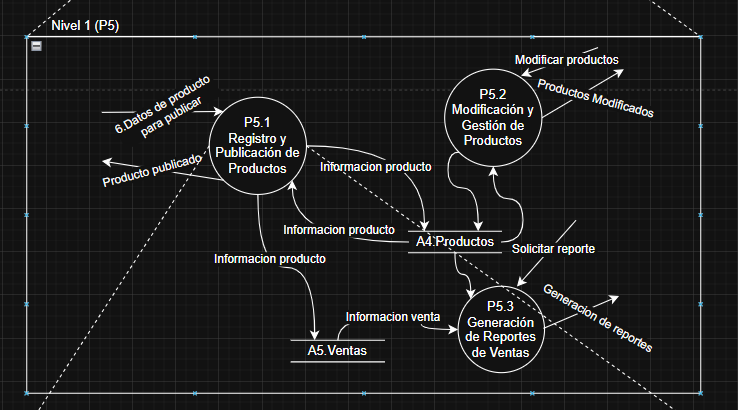 Nivel 1 (P5)
Modificar productos
Productos Modificados
P5.2
Modificación y
Gestión de
Productos
6.Datos de producto
para publicar
P5.1
Registro y
Publicación de
Productos
Producto publicado
Informacion producto
Informacion producto
Informacion producto
A4.Productos
Solicitar reporte
Generacion de reportes
P5.3
Generación
de Reportes
de Ventas
Informacion venta
A5.Ventas